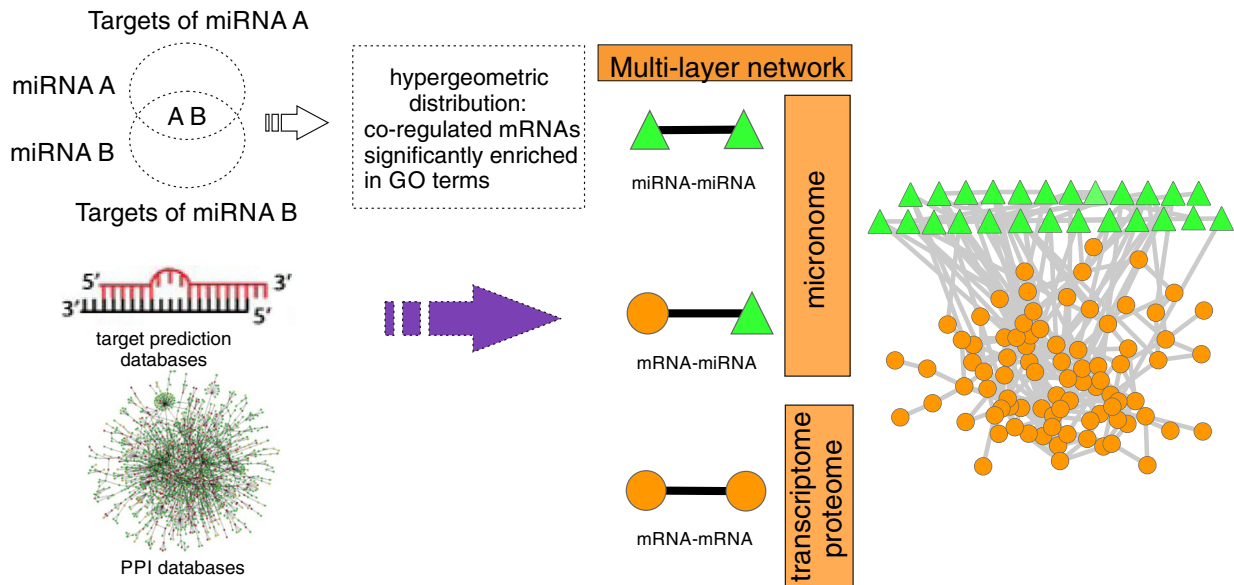 Targets of miRNA A
miRNA A
A B
miRNA B
Targets of miRNA B
hypergeometric
distribution:
co-regulated mRNAs
significantly enriched
in GO terms
5′
3′
3′
5′
target prediction
databases
PPI databases
Multi-layer network
miRNA-miRNA
mRNA-miRNA
micronome
mRNA-mRNA
transcriptome
proteome